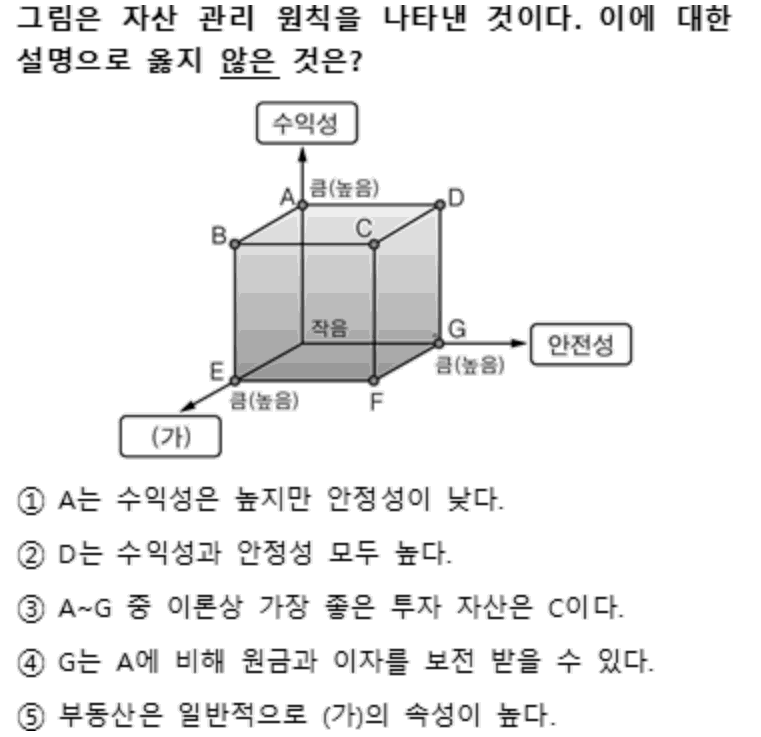 그림은 자산 관리 원칙을 나타낸 것이다. 이에 대한
설명으로 옳지 않은 것은?
수익성
A 큼(높음) D
B C
작음 G
안전성
큼(높음)
E
큼(높음) F
(가)
① A는 수익성은 높지만 안정성이 낮다.
② D는 수익성과 안정성 모두 높다.
③ A~G 중 이론상 가장 좋은 투자 자산은 C이다.
④ G는 A에 비해 원금과 이자를 보전 받을 수 있다.
⑤ 부동산은 일반적으로 (가)의 속성이 높다.